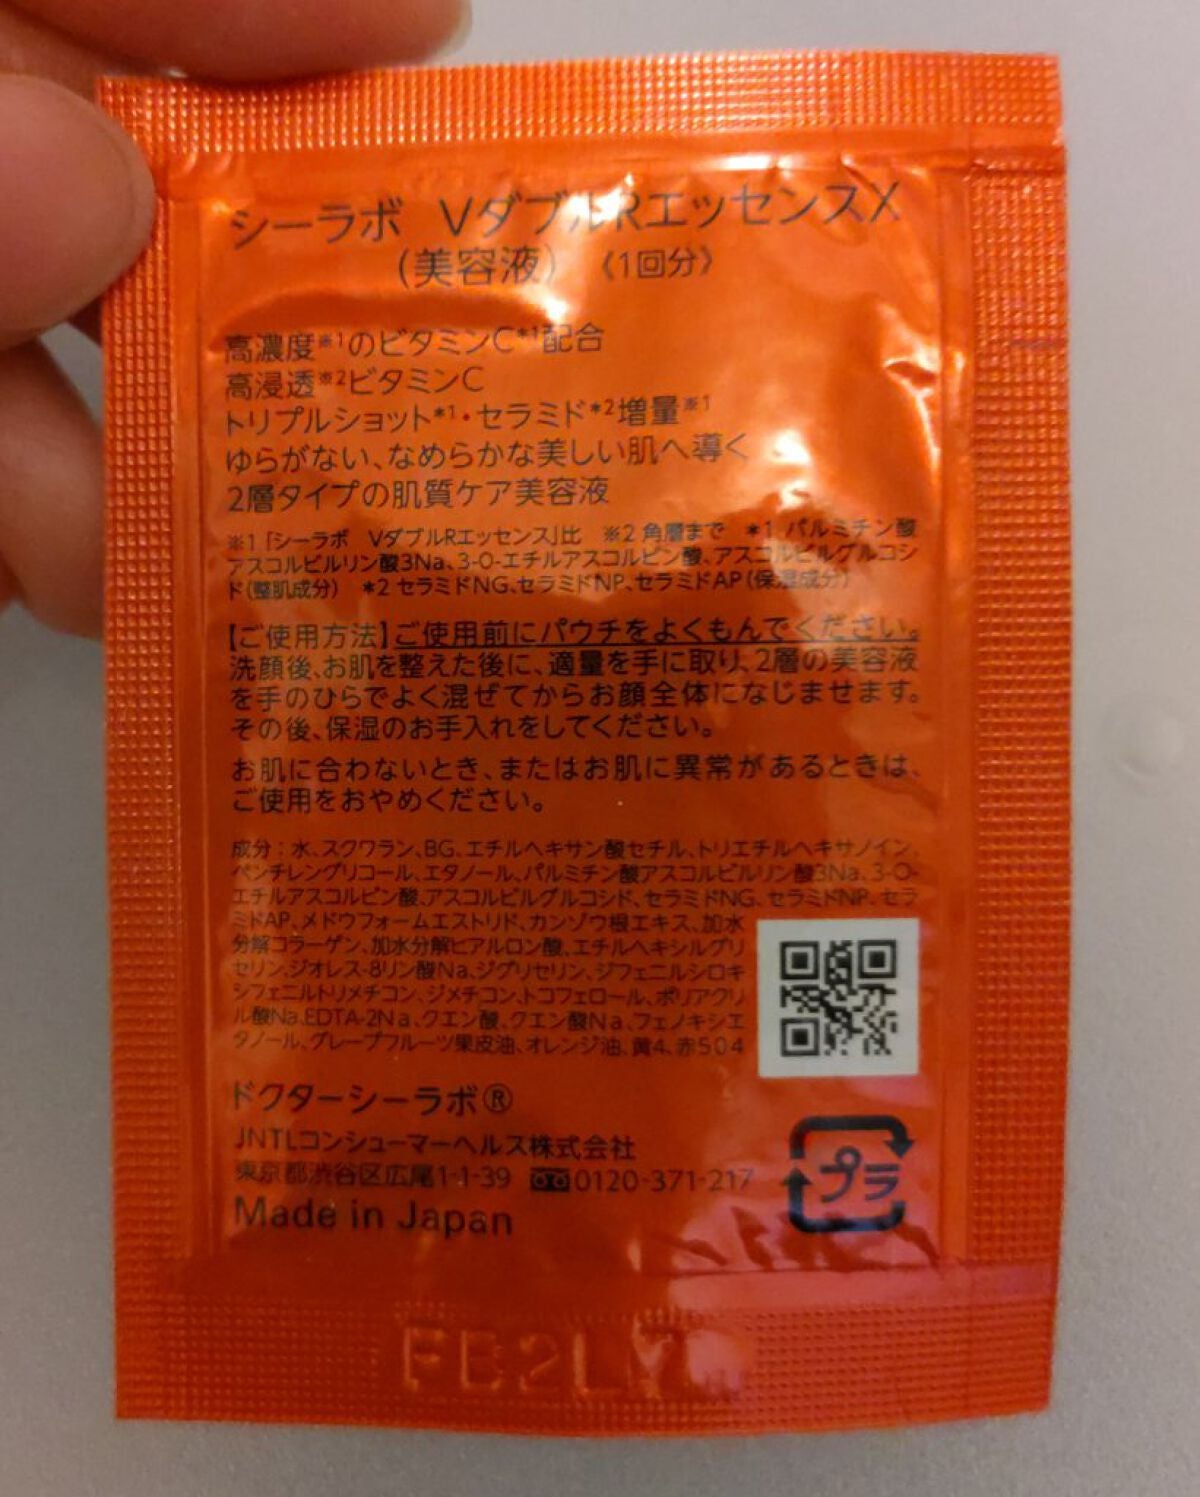 シーラボ VダブルRエッセンスX
(美容液) 《1回分》
高濃度※1のビタミンC*1配合
高浸透※2ビタミンC
トリプルショット*1・セラミド*2増量※1
ゆらがない、なめらかな美しい肌へ導く
2層タイプの肌質ケア美容液
※1「シーラボ VダブルRエッセンス」比 ※2 角層まで *1 パルミチン酸
アスコルビルリン酸3Na、3-O-エチルアスコルビン酸、アスコルビルグルコシ
ド(整肌成分) *2 セラミドNG、セラミドNP、セラミドAP(保湿成分)
【ご使用方法】ご使用前にパウチをよくもんでください。
洗顔後、お肌を整えた後に、適量を手に取り、2層の美容液
を手のひらでよく混ぜてからお顔全体になじませます。
その後、保湿のお手入れをしてください。
お肌に合わないとき、またはお肌に異常があるときは、
ご使用をおやめください。
成分:水、スクワラン、BG、エチルヘキサン酸セチル、トリエチルヘキサノイン、
ペンチレングリコール、エタノール、パルミチン酸アスコルビルリン酸3Na、3-O-
エチルアスコルビン酸、アスコルビルグルコシド、セラミドNG、セラミドNP、セラ
ミドAP、メドウフォームエストリド、カンゾウ根エキス、加水
分解コラーゲン、加水分解ヒアルロン酸、エチルヘキシルグリ
セリン、ジオレス-8リン酸Na、ジグリセリン、ジフェニルシロキ
シフェニルトリメチコン、ジメチコン、トコフェロール、ポリアクリ
ル酸Na、EDTA-2Na、クエン酸、クエン酸Na、フェノキシエ
タノール、グレープフルーツ果皮油、オレンジ油、黄4、赤504
ドクターシーラボ®
JNTLコンシューマーヘルス株式会社
東京都渋谷区広尾1-1-39 0120-371-217
Made in Japan
プラ